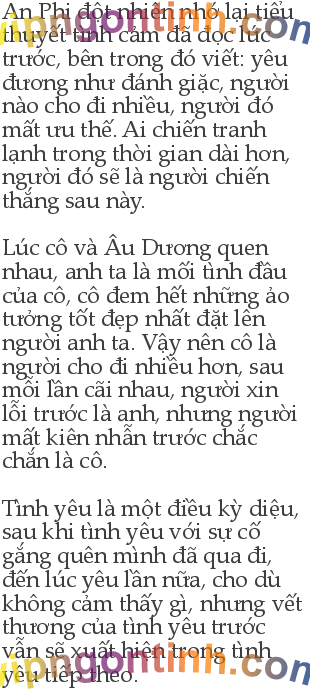 An Phi đột nhiên nhớ lại tiểu
thuyết tình cảm đã đọc lúc
trước, bên trong đó viết: yêu
đương như đánh giặc, người
nào cho đi nhiều, người đó
mất ưu thế. Ai chiến tranh
lạnh trong thời gian dài hơn,
người đó sẽ là người chiến
thắng sau này.
Lúc cô và Âu Dương quen
nhau, anh ta là mối tình đầu
của cô, cô đem hết những ảo
tưởng tốt đẹp nhất đặt lên
người anh ta. Vậy nên cô là
người cho đi nhiều hơn, sau
mỗi lần cãi nhau, người xin
lỗi trước là anh, nhưng người
mất kiên nhẫn trước chắc
chắn là cô.
Tình yêu là một điều kỳ diệu,
sau khi tình yêu với sự cố
gắng quên mình đã qua đi,
đến lúc yêu lần nữa, cho dù
không cảm thấy gì, nhưng vết
thương của tình yêu trước
vẫn sẽ xuất hiện trong tình
yêu tiếp theo.